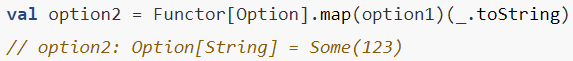 val option2 = Functor[Option].map(option1)(_.toString)
// option2: Option[String] = Some(123)